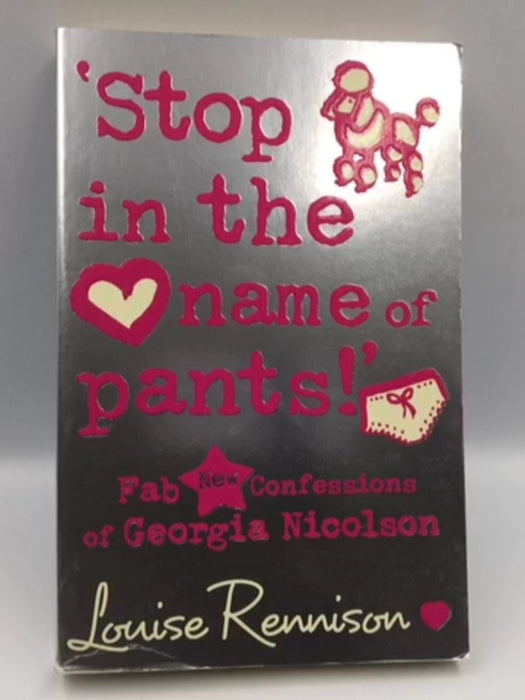 'Stop
in the
name of
pants!'
Fab New Confessions
of Georgia Nicolson
Louise Rennison